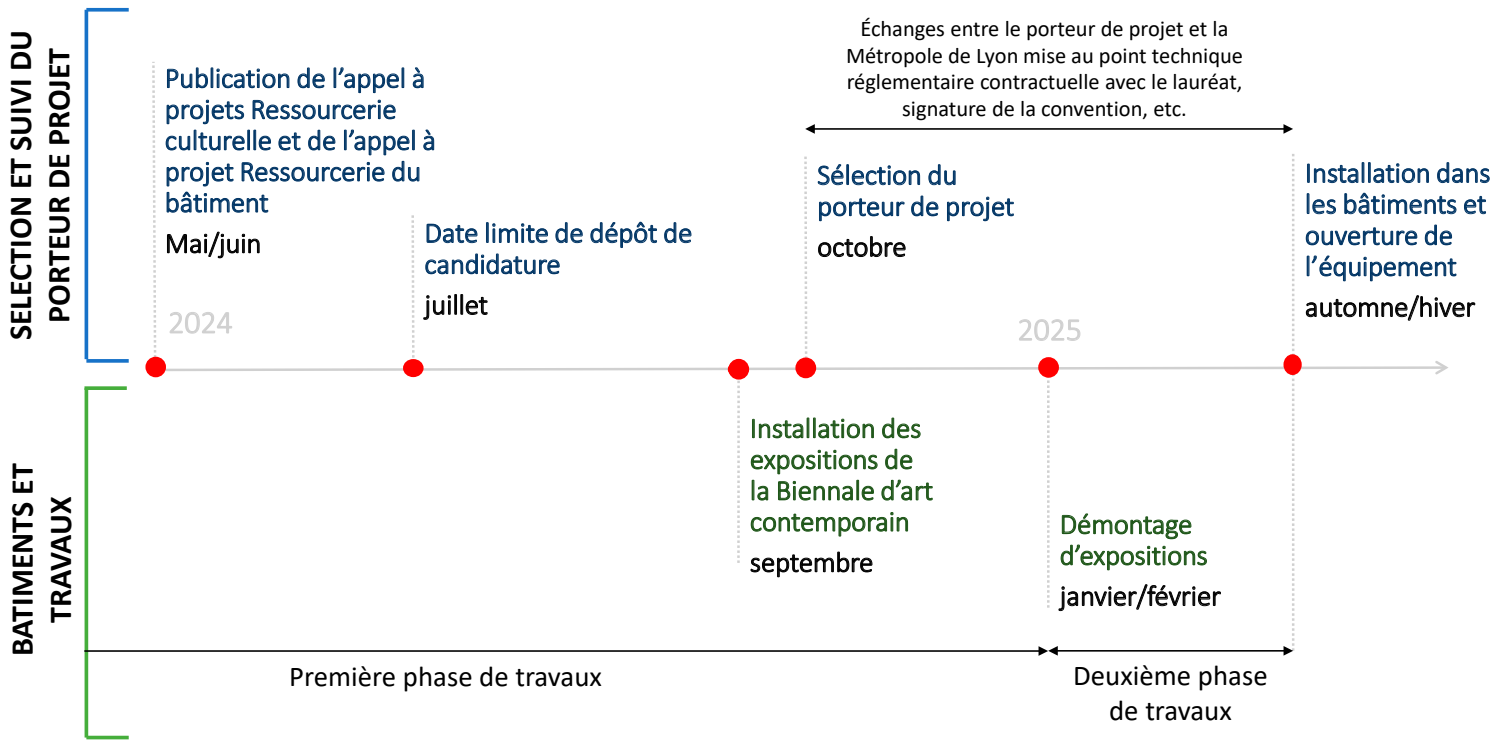 SELECTION ET SUIVI DU
PORTEUR DE PROJET
Publication de l’appel à
projets Ressourcerie
culturelle et de l’appel à
projet Ressourcerie du
bâtiment
Mai/juin
2024
Date limite de dépôt de
candidature
juillet
Échanges entre le porteur de projet et la
Métropole de Lyon mise au point technique
réglementaire contractuelle avec le lauréat,
signature de la convention, etc.
Sélection du
porteur de projet
octobre
2025
Installation dans
les bâtiments et
ouverture de
l’équipement
automne/hiver
BATIMENTS ET
TRAVAUX
Installation des
expositions de
la Biennale d’art
contemporain
septembre
Démontage
d’expositions
janvier/février
Première phase de travaux
Deuxième phase
de travaux